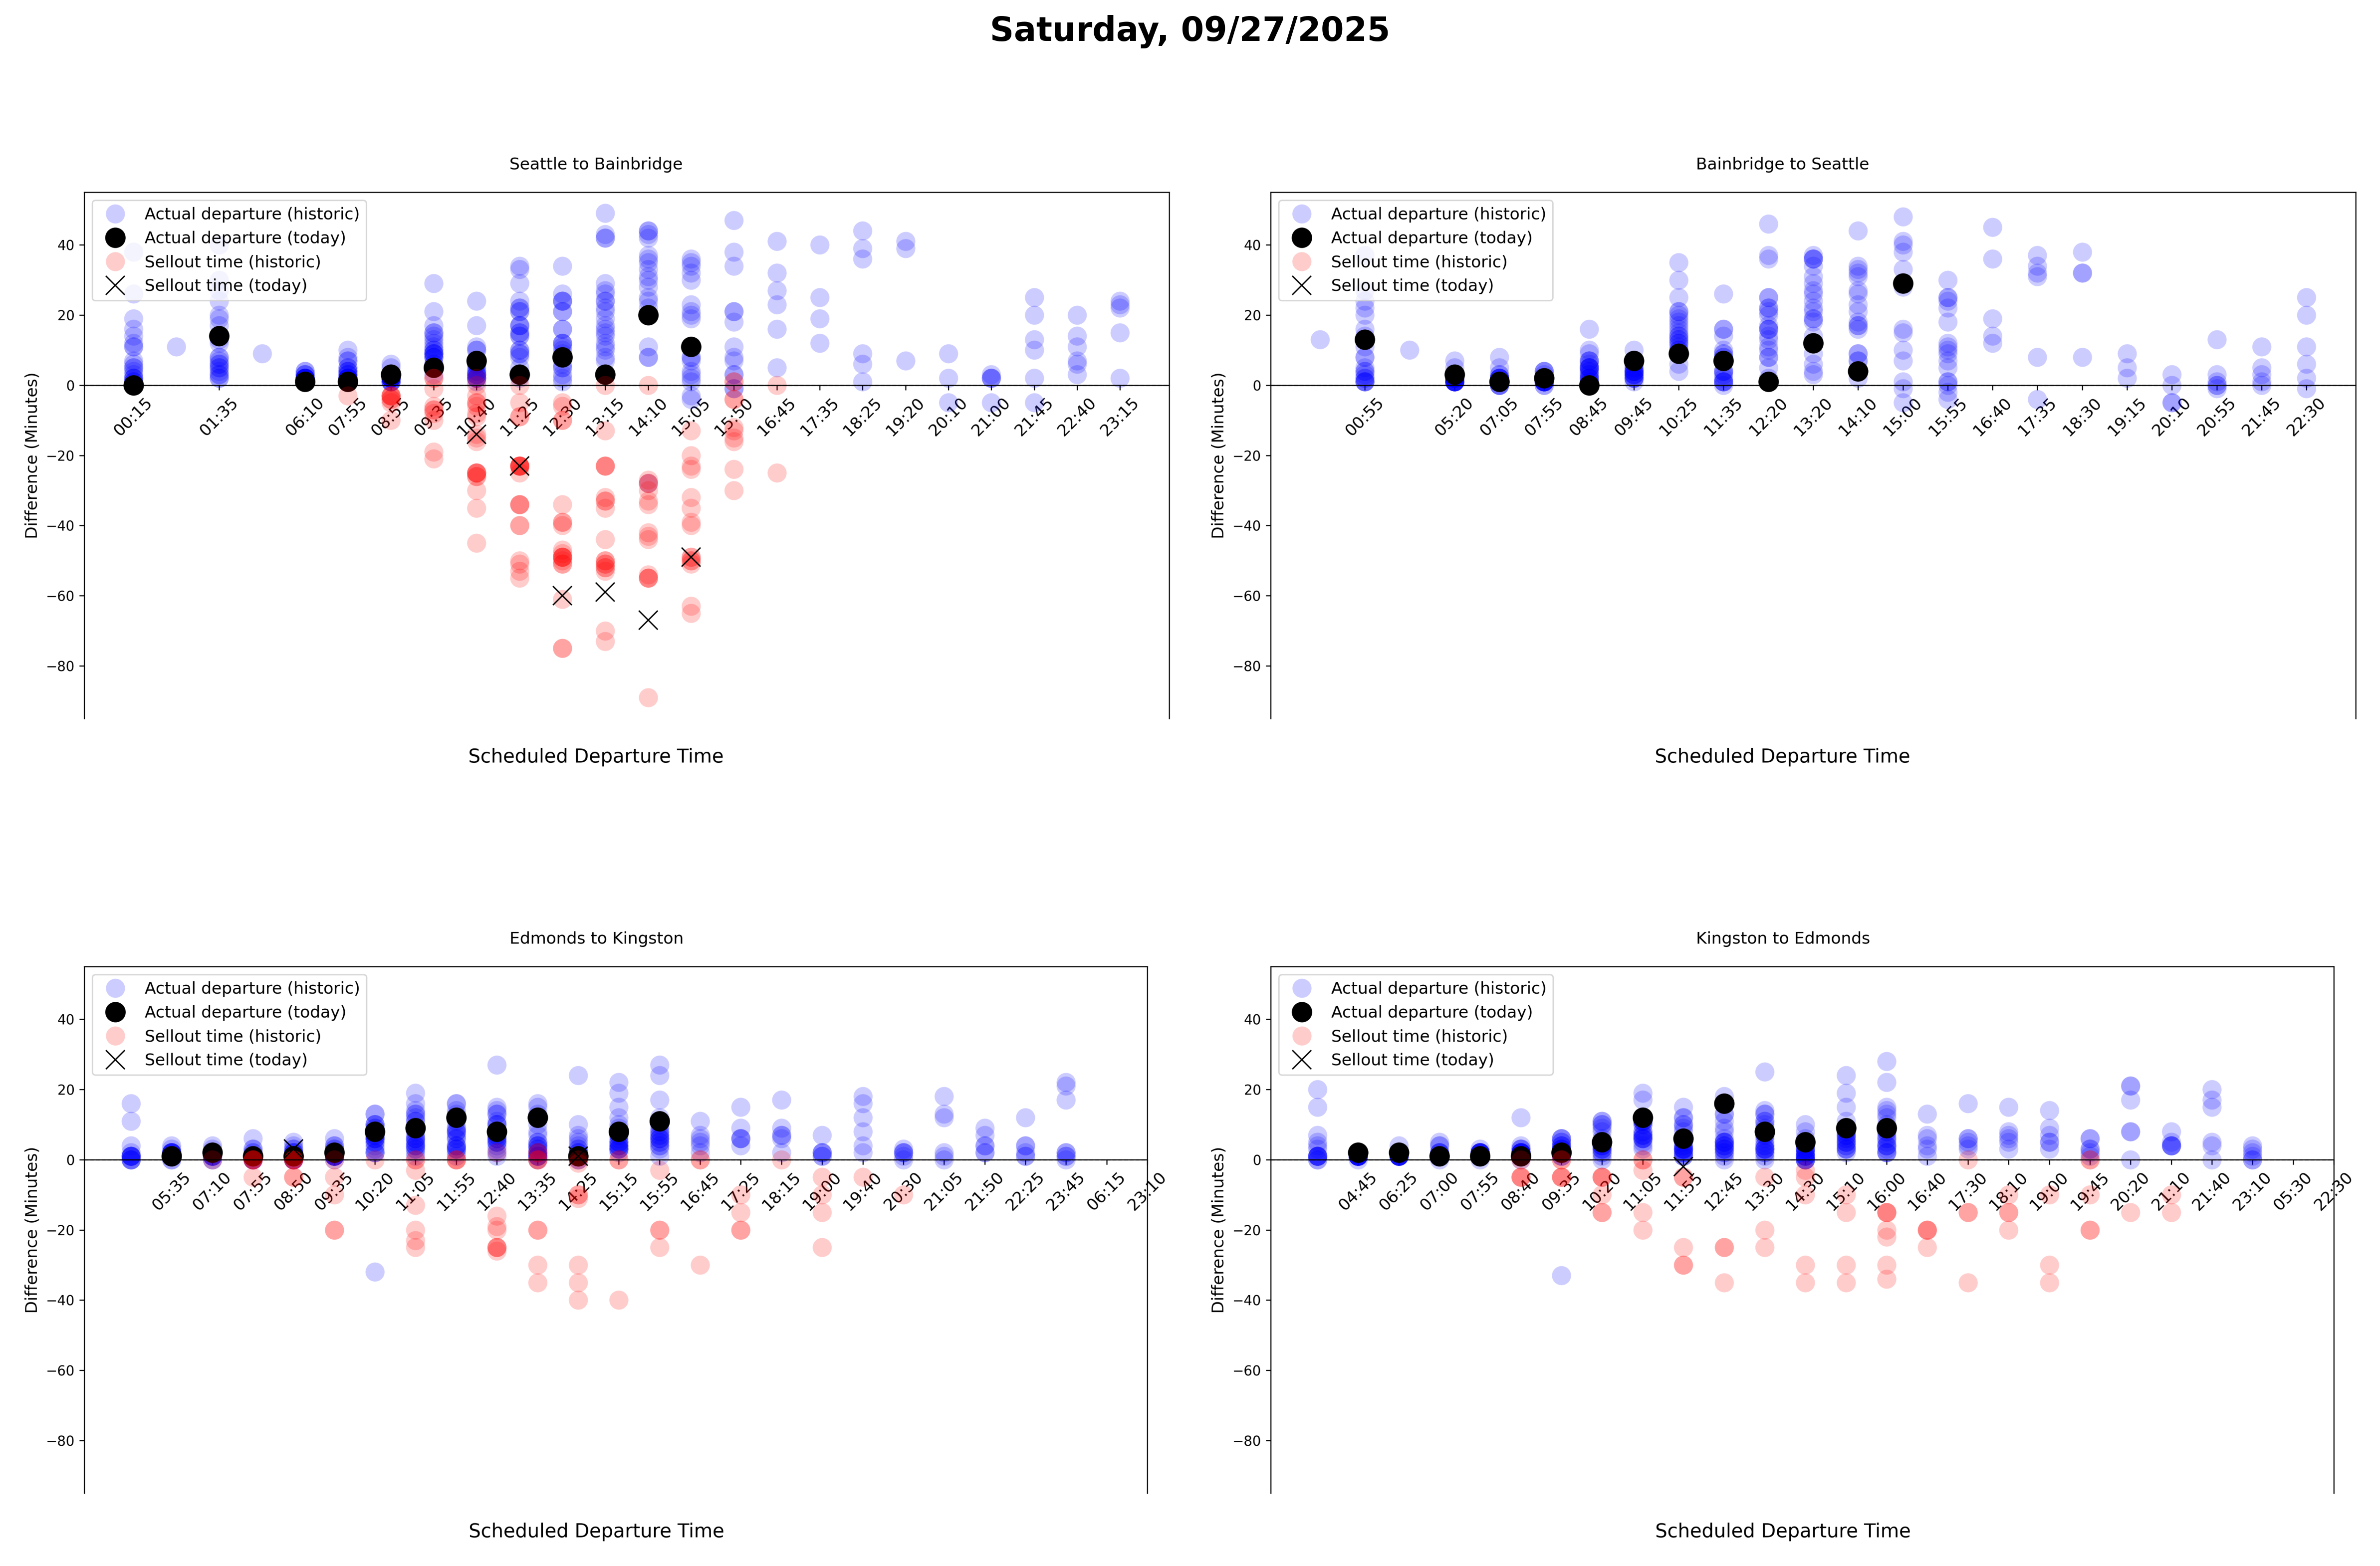 Saturday, 09/27/2025
Seattle to Bainbridge
Actual departure (historic)
Actual departure (today)
Sellout time (historic)
Sellout time (today)
Difference (Minutes)
40
20
0
−20
−40
−60
−80
00:15 01:35 06:10 07:55 08:55 09:35 10:40 11:25 12:30 13:15 14:10 15:05 15:50 16:45 17:35 18:25 19:20 20:10 21:00 21:45 22:40 23:15
Scheduled Departure Time
Bainbridge to Seattle
Actual departure (historic)
Actual departure (today)
Sellout time (historic)
Sellout time (today)
Difference (Minutes)
40
20
0
−20
−40
−60
−80
00:55 05:20 07:05 07:55 08:45 09:45 10:25 11:35 12:20 13:20 14:10 15:00 15:55 16:40 17:35 18:30 19:15 20:10 20:55 21:45 22:30
Scheduled Departure Time
Edmonds to Kingston
Actual departure (historic)
Actual departure (today)
Sellout time (historic)
Sellout time (today)
Difference (Minutes)
40
20
0
−20
−40
−60
−80
05:35 07:10 07:55 08:50 09:35 10:20 11:05 11:55 12:40 13:35 14:25 15:15 15:55 16:45 17:25 18:15 19:00 19:40 20:30 21:05 21:50 22:25 23:45 06:15 23:10
Scheduled Departure Time
Kingston to Edmonds
Actual departure (historic)
Actual departure (today)
Sellout time (historic)
Sellout time (today)
Difference (Minutes)
40
20
0
−20
−40
−60
−80
04:45 06:25 07:00 07:55 08:40 09:35 10:20 11:05 11:55 12:45 13:30 14:30 15:10 16:00 16:40 17:30 18:10 19:00 19:45 20:20 21:10 21:40 23:10 05:30 22:30
Scheduled Departure Time